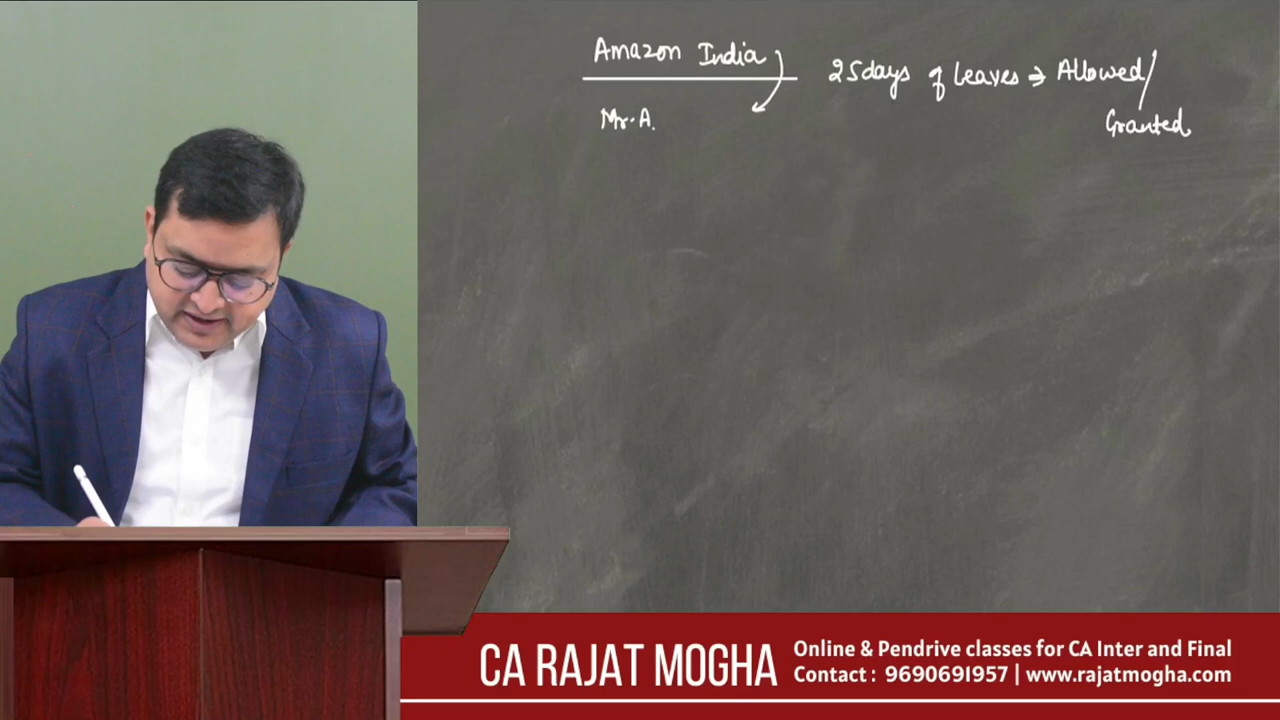 Amazon India
25days of leaves ⇒ Allowed/
Granted
Mr. A.
CA RAJAT MOGHA
Online & Pendrive classes for CA Inter and Final
Contact : 9690691957 | www.rajatmogha.com